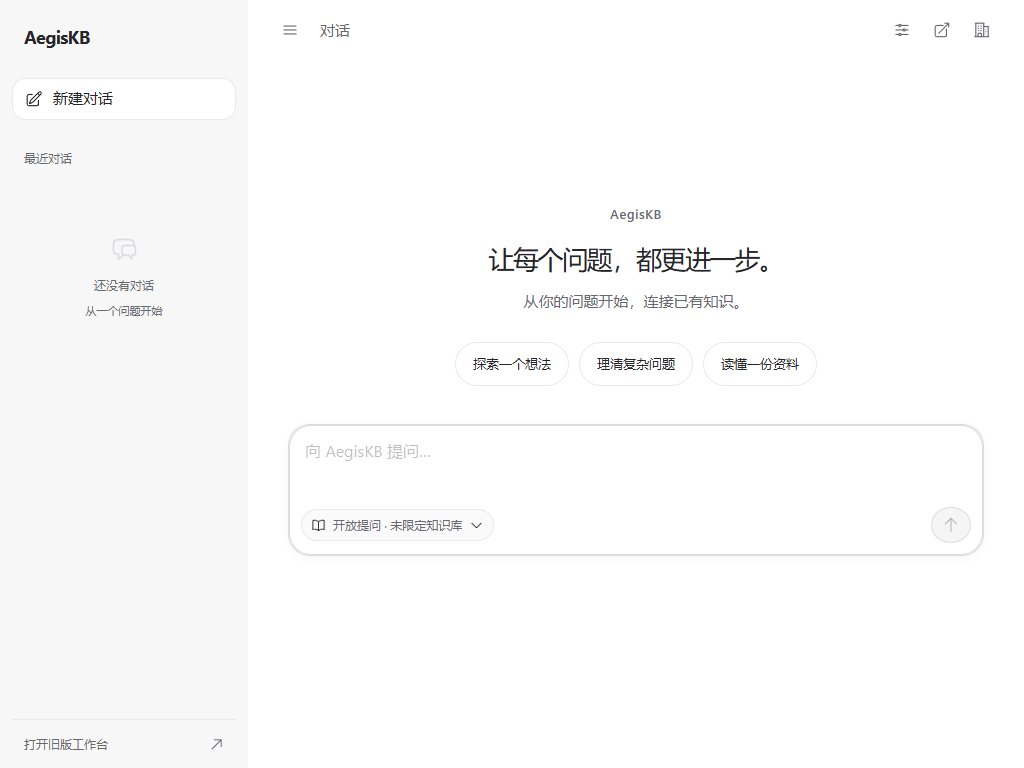 AegisKB
新建对话
最近对话
还没有对话
从一个问题开始
打开旧版工作台
对话
AegisKB
让每个问题，都更进一步。
从你的问题开始，连接已有知识。
探索一个想法
理清复杂问题
读懂一份资料
向 AegisKB 提问...
开放提问 · 未限定知识库